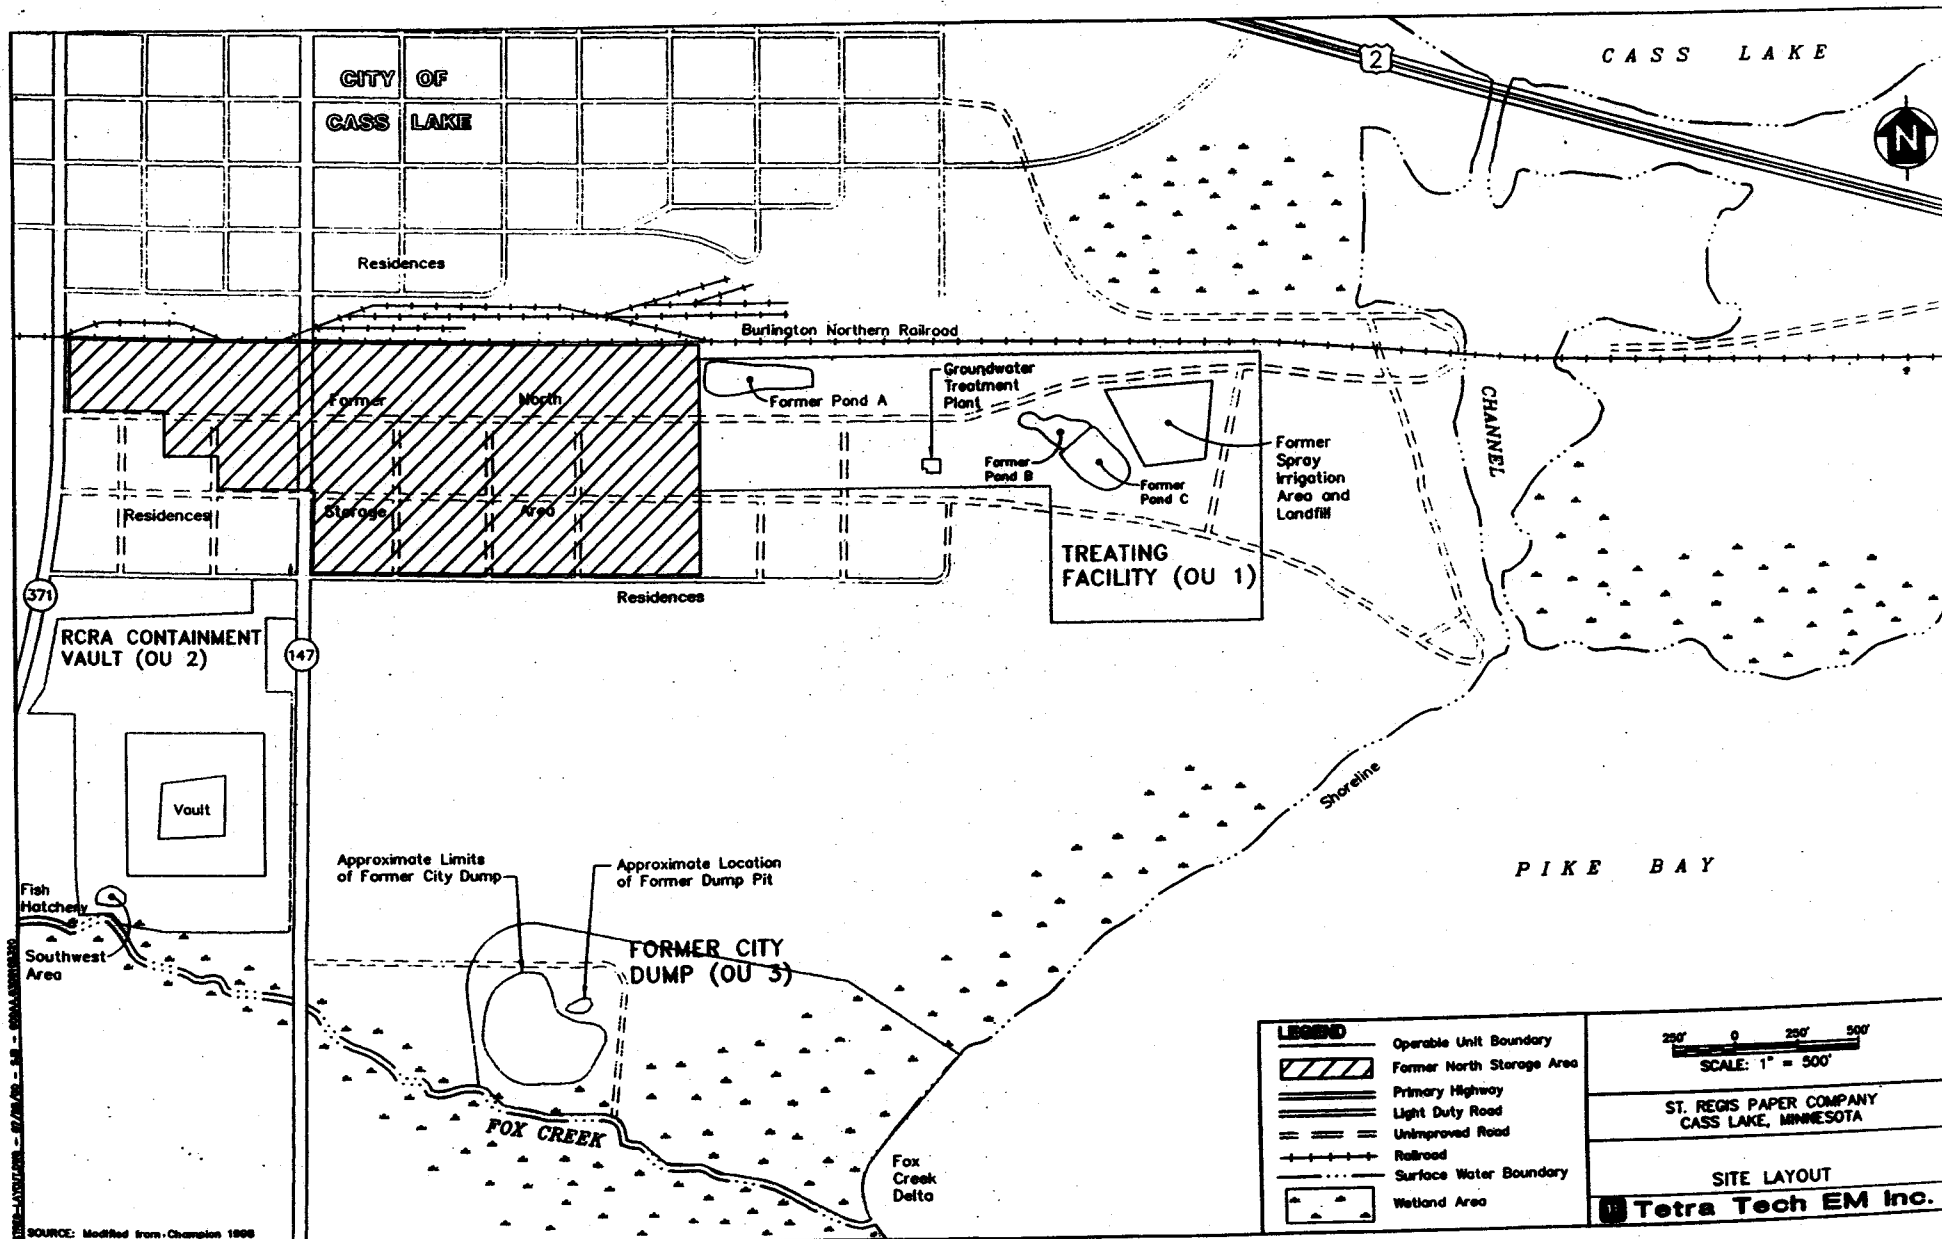 CASS LAKE
2
CITY OF
CASS LAKE
N
Residences
Burlington Northern Railroad
Groundwater
Treatment
Plant
Former Pond A
Former North
Storage Area
Former
Pond B
Former
Pond C
Former
Spray
Irrigation
Area and
Landfill
CHANNEL
Residences
TREATING
FACILITY (OU 1)
Residences
371
RCRA CONTAINMENT
VAULT (OU 2)
147
Vault
Shoreline
PIKE BAY
Approximate Limits
of Former City Dump
Approximate Location
of Former Dump Pit
Fish
Hatchery
Southwest
Area
FORMER CITY
DUMP (OU 3)
FOX CREEK
Fox
Creek
Delta
LEGEND
Operable Unit Boundary
Former North Storage Area
Primary Highway
Light Duty Road
Unimproved Road
Railroad
Surface Water Boundary
Wetland Area
250' 0 250' 500'
SCALE: 1" = 500'
ST. REGIS PAPER COMPANY
CASS LAKE, MINNESOTA
SITE LAYOUT
Tetra Tech EM Inc.
SOURCE: Modified from Champion